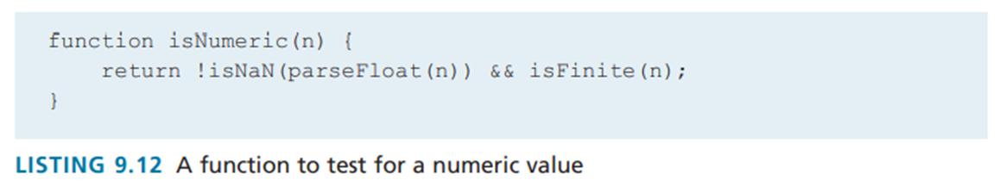 function isNumeric(n) {
    return !isNaN(parseFloat(n)) && isFinite(n);
}
LISTING 9.12 A function to test for a numeric value